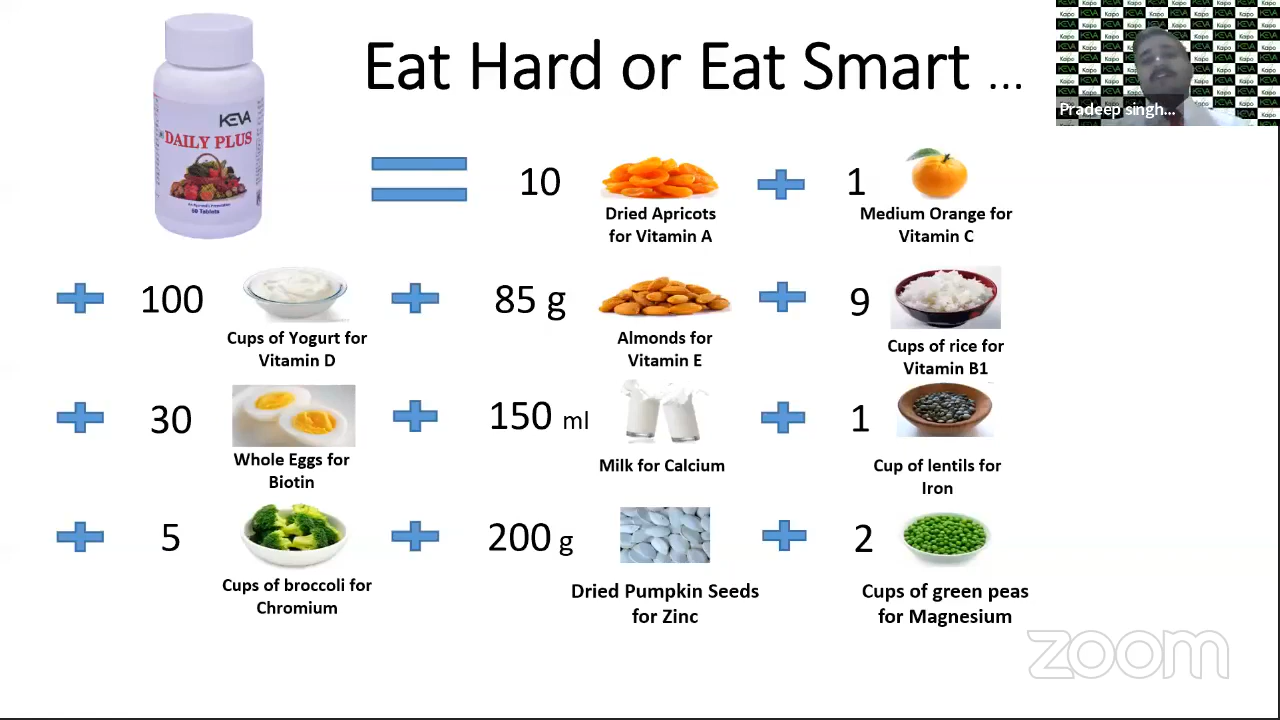 Eat Hard or Eat Smart ...
KEVA
DAILY PLUS
60 Tablets
Pradeep singh...
10
Dried Apricots
for Vitamin A
1
Medium Orange for
Vitamin C
100
Cups of Yogurt for
Vitamin D
85 g
Almonds for
Vitamin E
9
Cups of rice for
Vitamin B1
30
Whole Eggs for
Biotin
150 ml
Milk for Calcium
1
Cup of lentils for
Iron
5
Cups of broccoli for
Chromium
200 g
Dried Pumpkin Seeds
for Zinc
2
Cups of green peas
for Magnesium
zoom